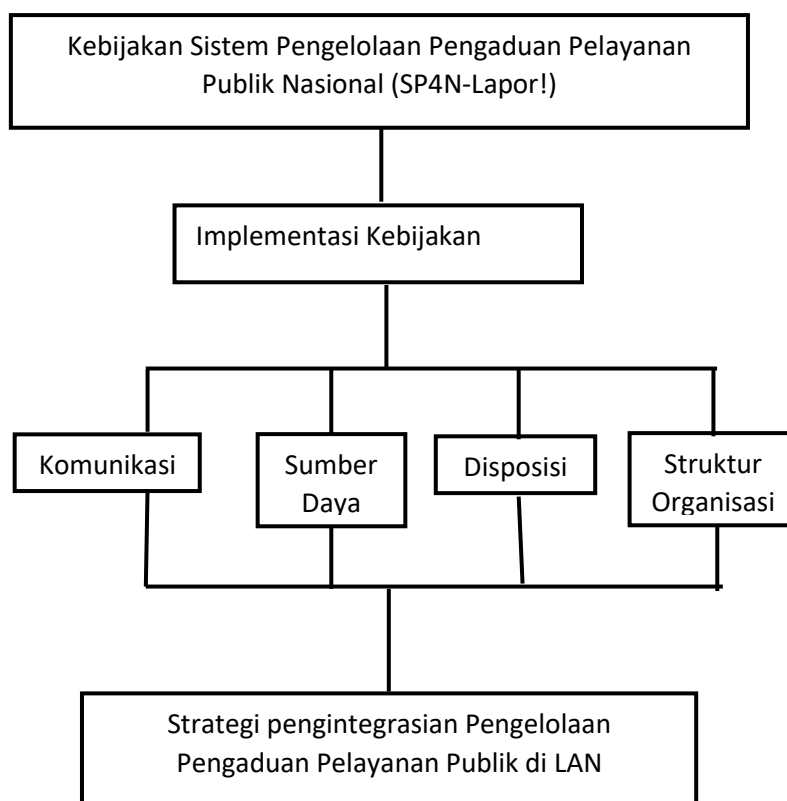 Kebijakan Sistem Pengelolaan Pengaduan Pelayanan
Publik Nasional (SP4N-Lapor!)
Implementasi Kebijakan
Komunikasi
Sumber
Daya
Disposisi
Struktur
Organisasi
Strategi pengintegrasian Pengelolaan
Pengaduan Pelayanan Publik di LAN